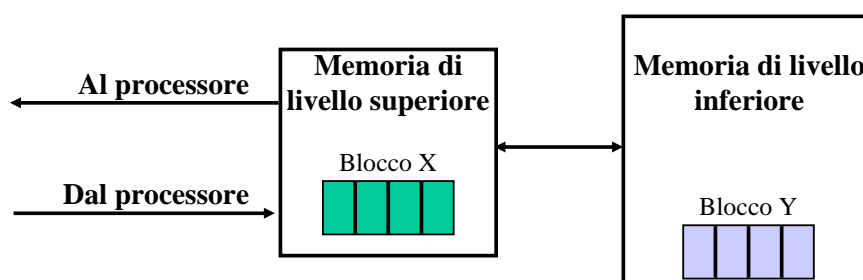 Al processore
Dal processore
Memoria di
livello superiore
Blocco X
Memoria di livello
inferiore
Blocco Y